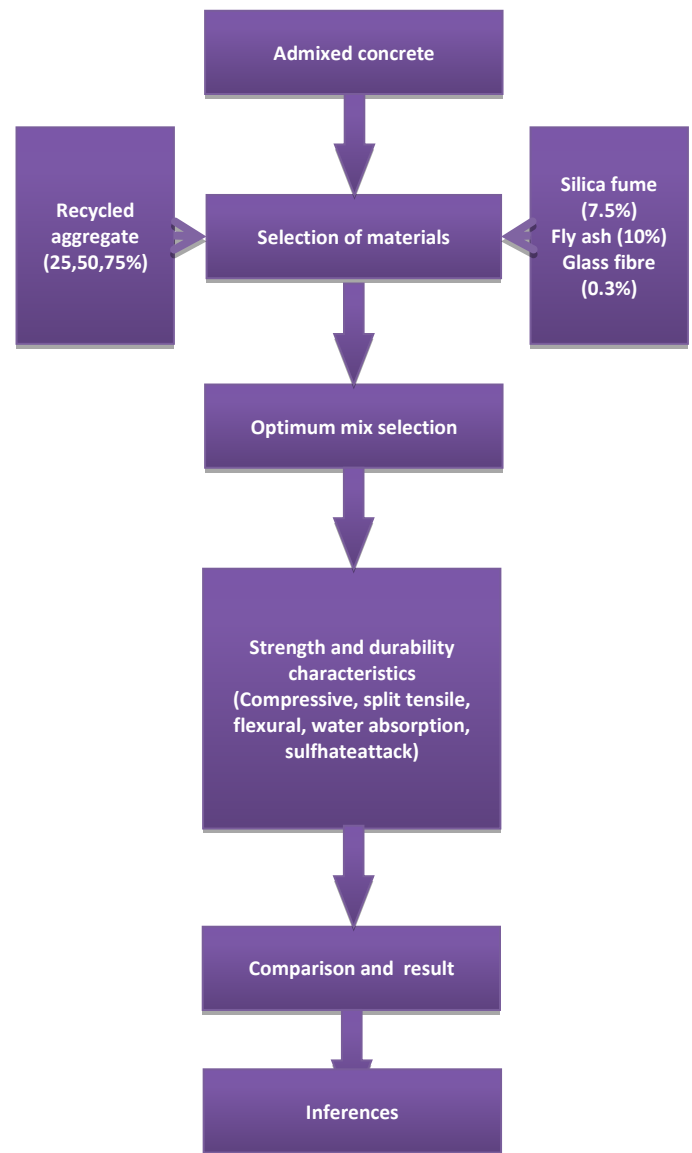 Admixed concrete
Recycled
aggregate
(25,50,75%)
Selection of materials
Silica fume
(7.5%)
Fly ash (10%)
Glass fibre
(0.3%)
Optimum mix selection
Strength and durability
characteristics
(Compressive, split tensile,
flexural, water absorption,
sulfhateattack)
Comparison and  result
Inferences